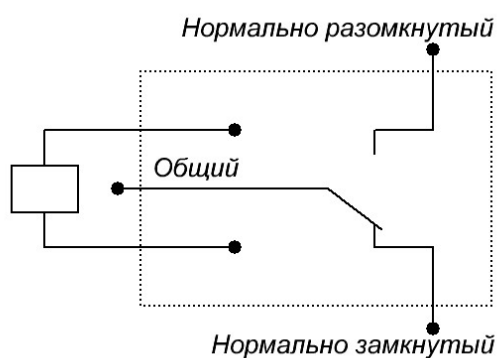 Нормально разомкнутый
Общий
Нормально замкнутый